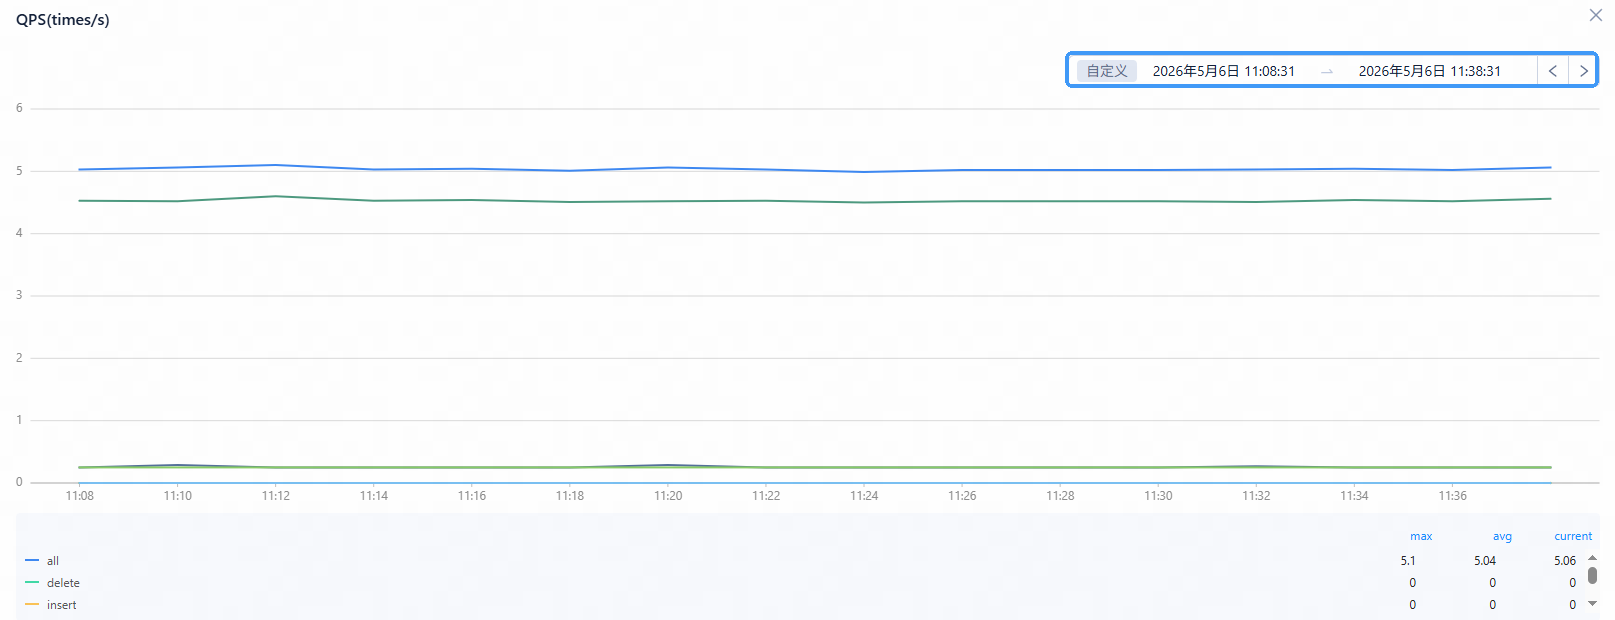 QPS(times/s)
自定义 2026年5月6日 11:08:31 → 2026年5月6日 11:38:31
6
5
4
3
2
1
0
11:08 11:10 11:12 11:14 11:16 11:18 11:20 11:22 11:24 11:26 11:28 11:30 11:32 11:34 11:36
max avg current
all 5.1 5.04 5.06
delete 0 0 0
insert 0 0 0